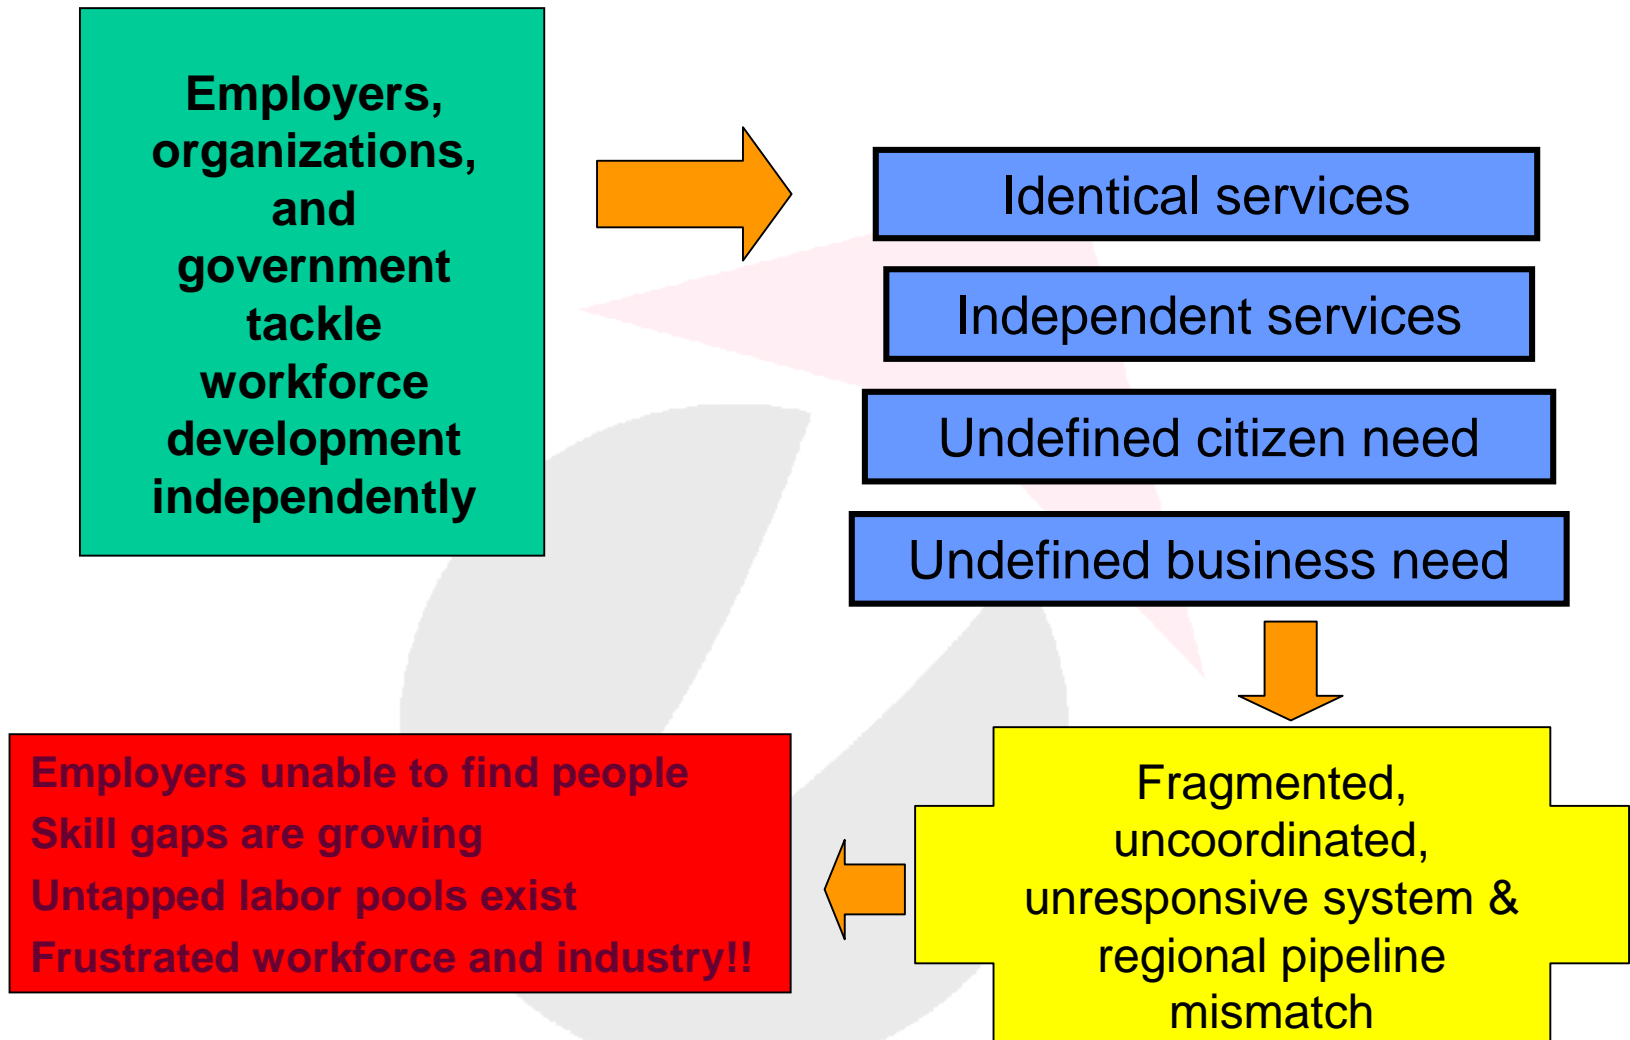 Employers,
organizations,
and
government
tackle
workforce
development
independently
Identical services
Independent services
Undefined citizen need
Undefined business need
Fragmented,
uncoordinated,
unresponsive system &
regional pipeline
mismatch
Employers unable to find people
Skill gaps are growing
Untapped labor pools exist
Frustrated workforce and industry!!